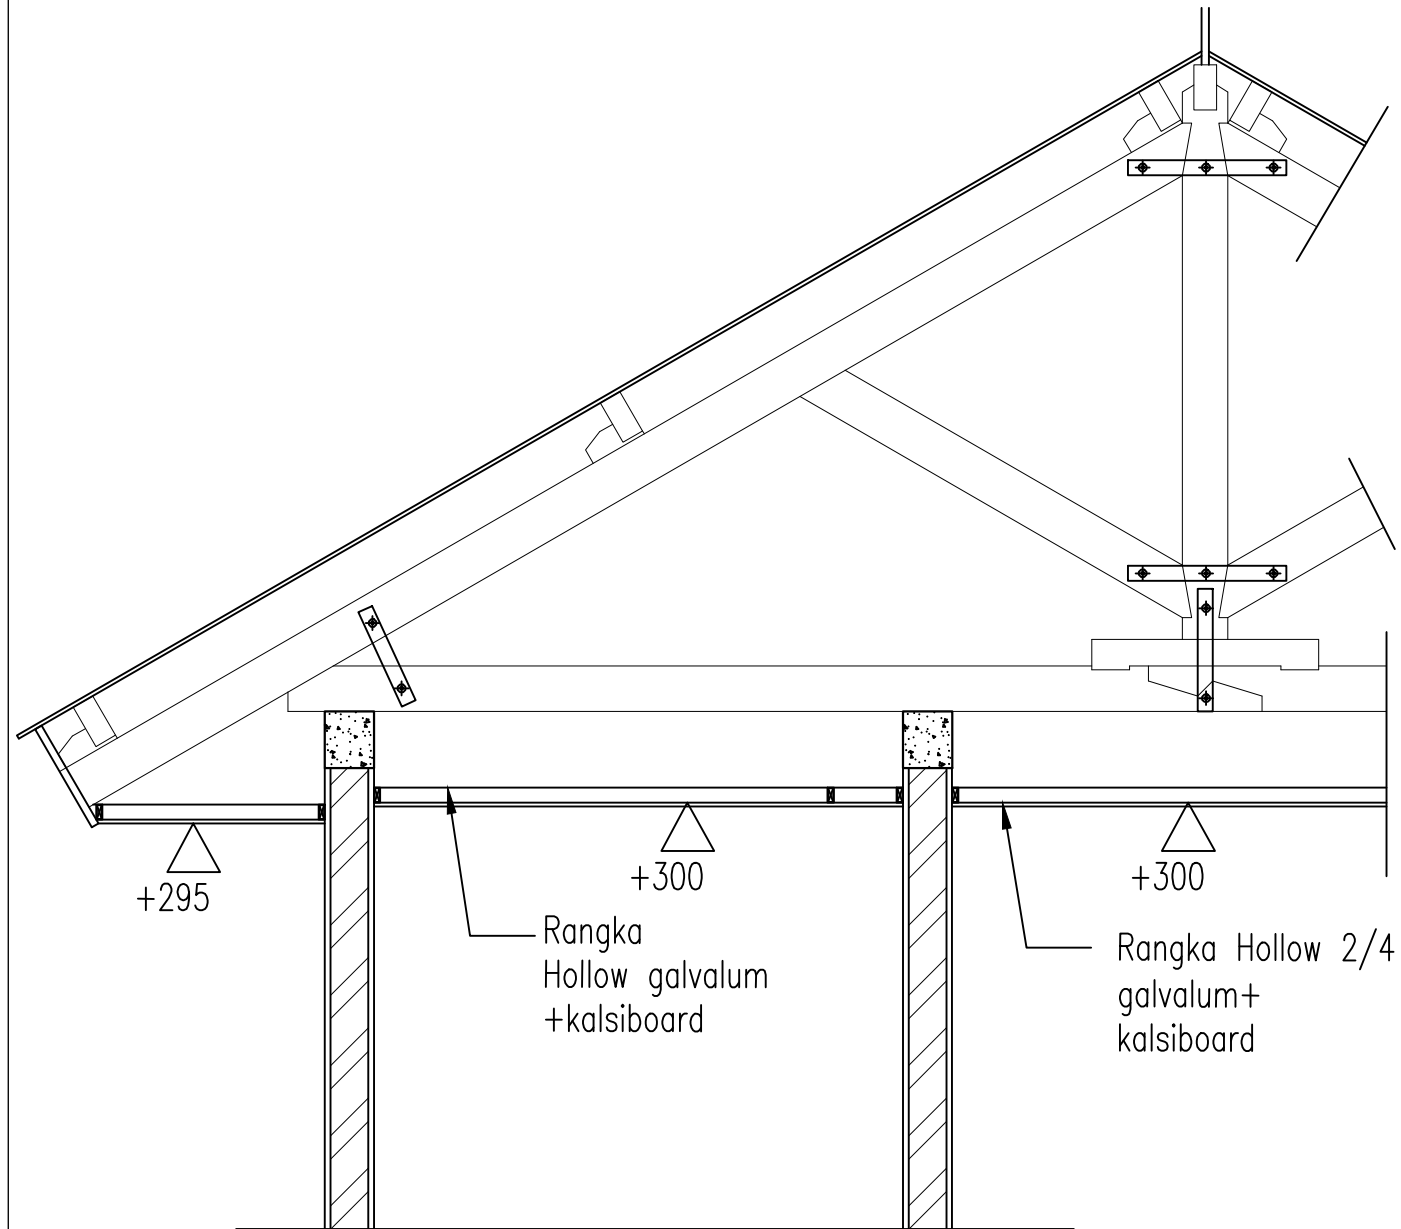 +295
+300
+300
Rangka
Hollow galvalum
+kalsiboard
Rangka Hollow 2/4
galvalum+
kalsiboard